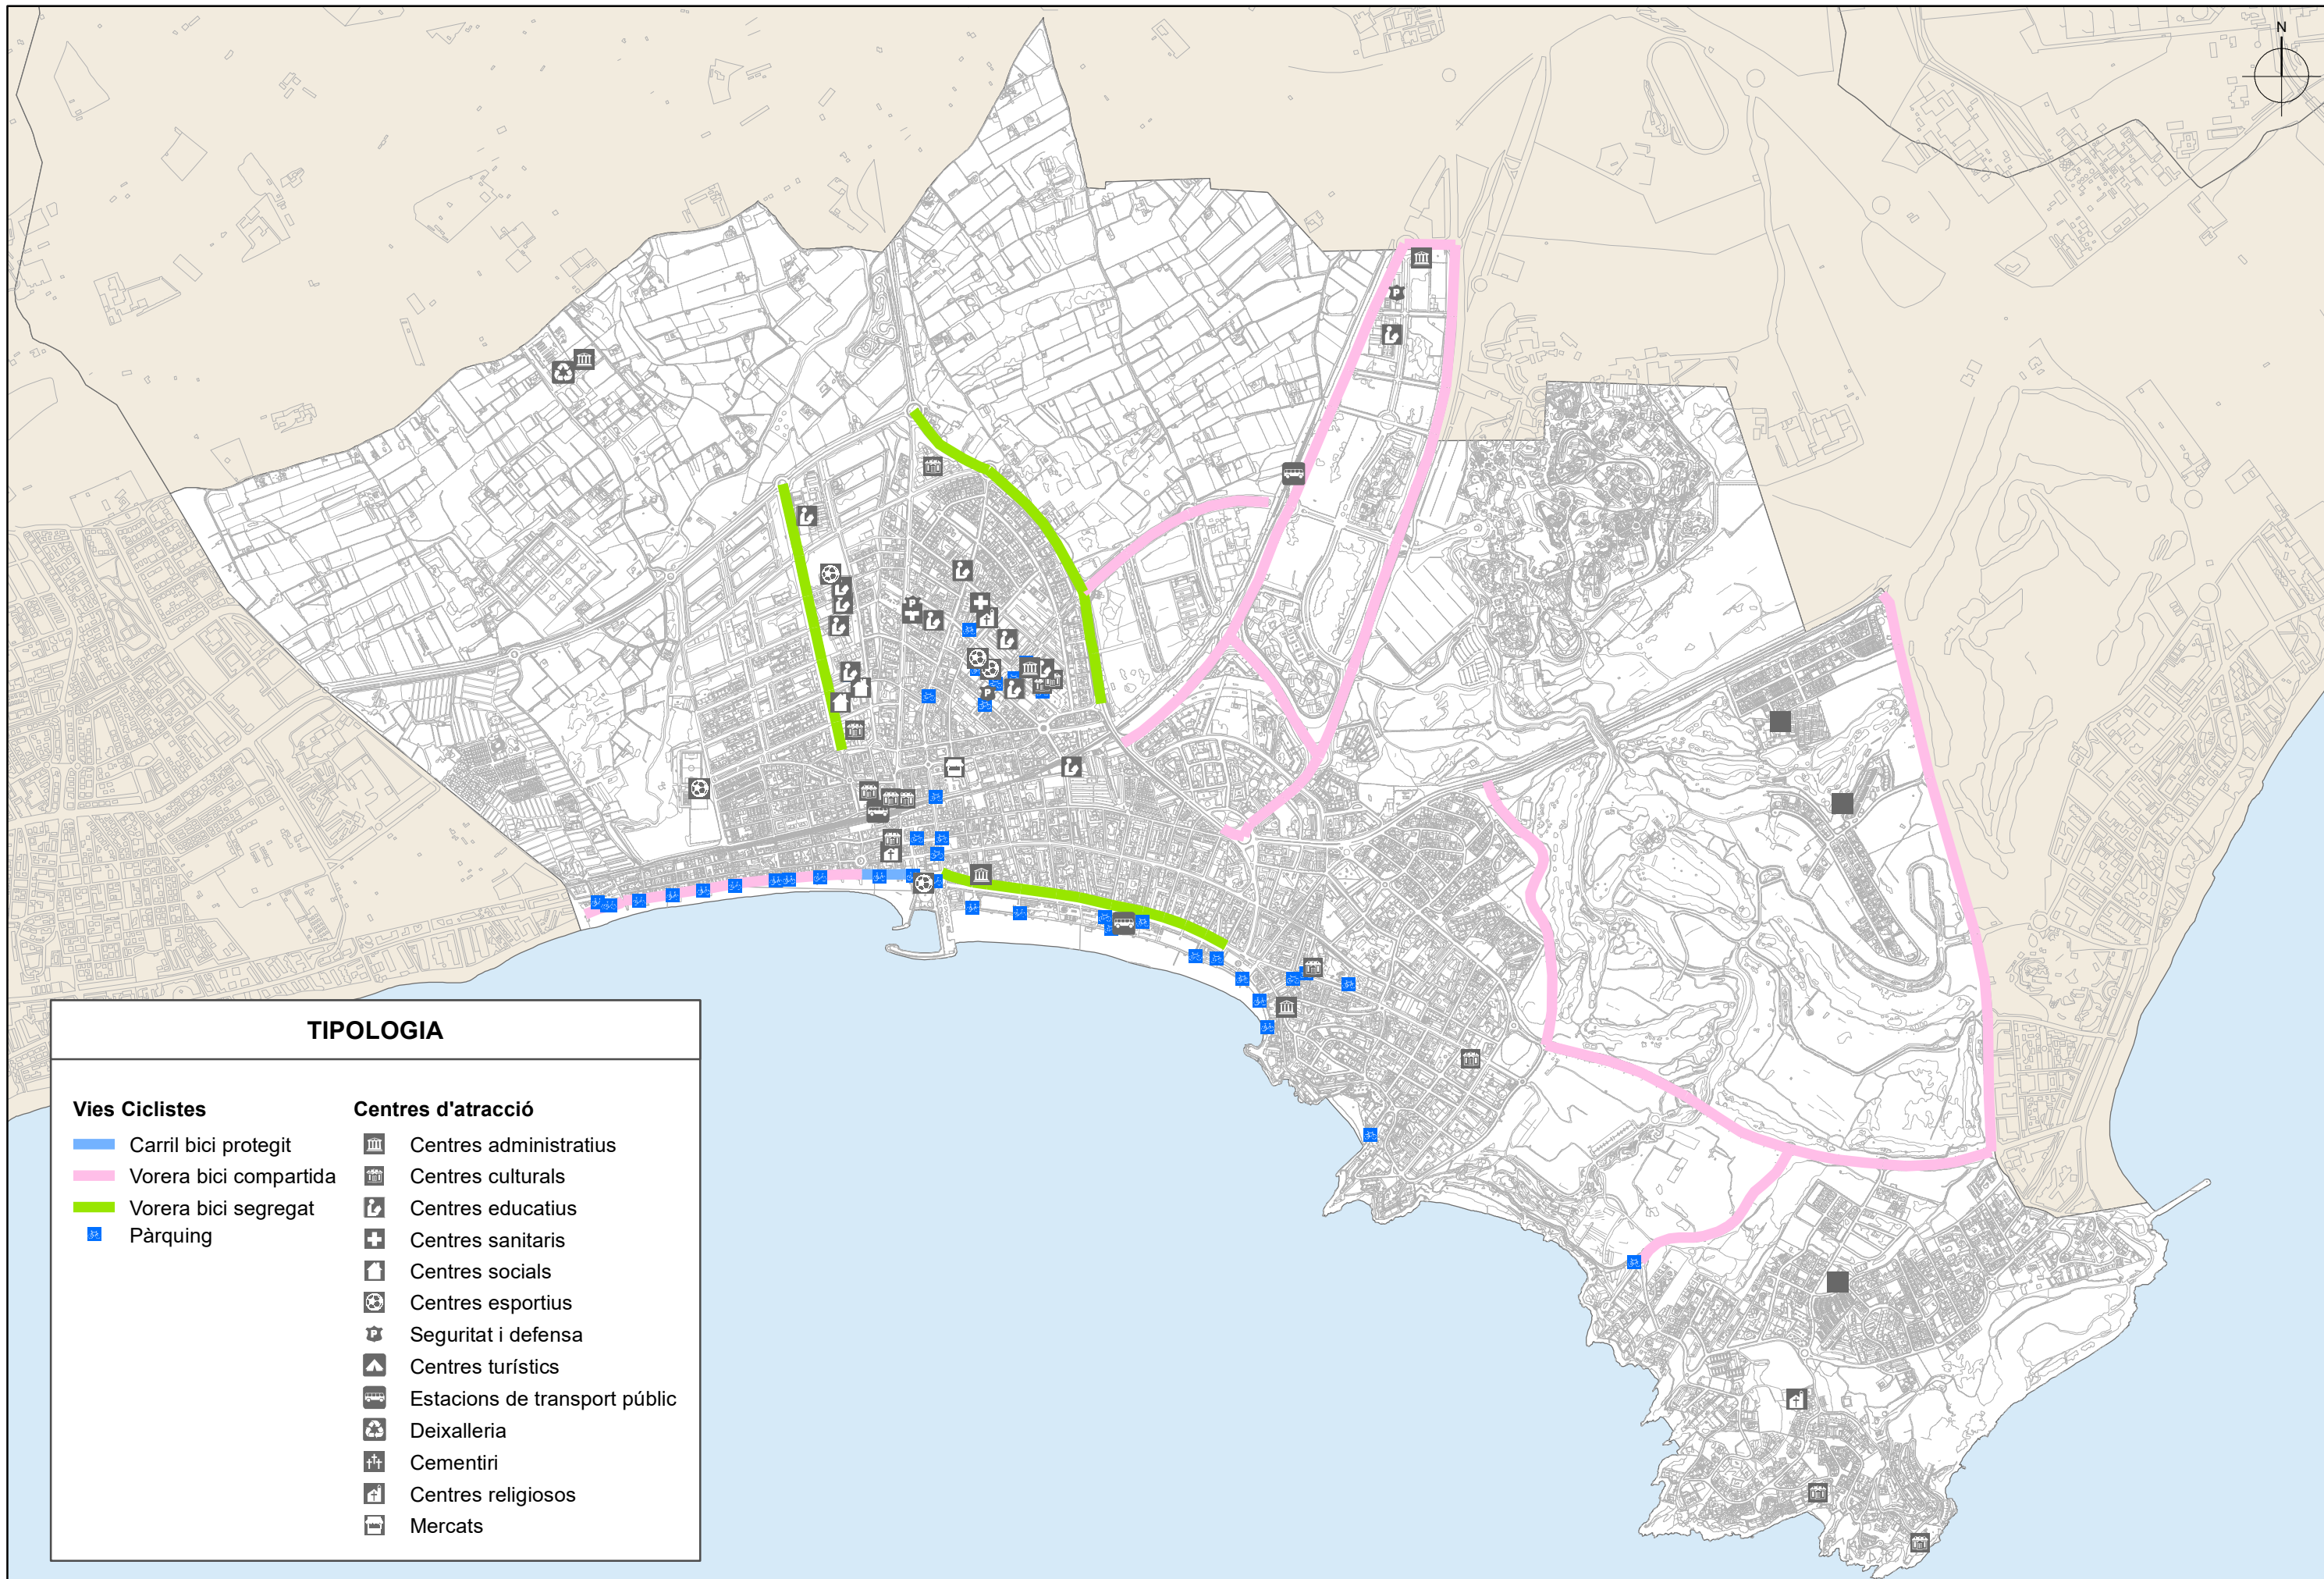 N
TIPOLOGIA
Vies Ciclistes
Carril bici protegit
Vorera bici compartida
Vorera bici segregat
Pàrquing
Centres d'atracció
Centres administratius
Centres culturals
Centres educatius
Centres sanitaris
Centres socials
Centres esportius
Seguritat i defensa
Centres turístics
Estacions de transport públic
Deixalleria
Cementiri
Centres religiosos
Mercats